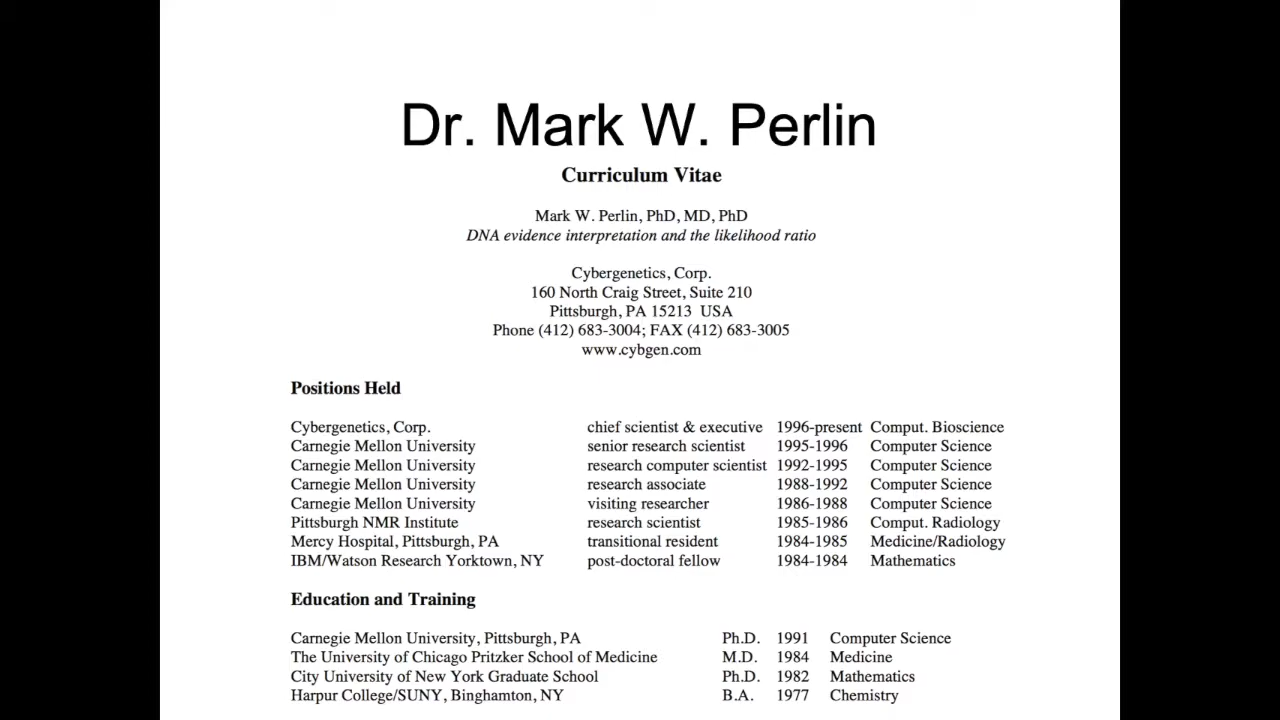 Dr. Mark W. Perlin
Curriculum Vitae
Mark W. Perlin, PhD, MD, PhD
DNA evidence interpretation and the likelihood ratio
Cybergenetics, Corp.
160 North Craig Street, Suite 210
Pittsburgh, PA 15213 USA
Phone (412) 683-3004; FAX (412) 683-3005
www.cybgen.com
Positions Held
Cybergenetics, Corp. chief scientist & executive 1996-present Comput. Bioscience
Carnegie Mellon University senior research scientist 1995-1996 Computer Science
Carnegie Mellon University research computer scientist 1992-1995 Computer Science
Carnegie Mellon University research associate 1988-1992 Computer Science
Carnegie Mellon University visiting researcher 1986-1988 Computer Science
Pittsburgh NMR Institute research scientist 1985-1986 Comput. Radiology
Mercy Hospital, Pittsburgh, PA transitional resident 1984-1985 Medicine/Radiology
IBM/Watson Research Yorktown, NY post-doctoral fellow 1984-1984 Mathematics
Education and Training
Carnegie Mellon University, Pittsburgh, PA Ph.D. 1991 Computer Science
The University of Chicago Pritzker School of Medicine M.D. 1984 Medicine
City University of New York Graduate School Ph.D. 1982 Mathematics
Harpur College/SUNY, Binghamton, NY B.A. 1977 Chemistry